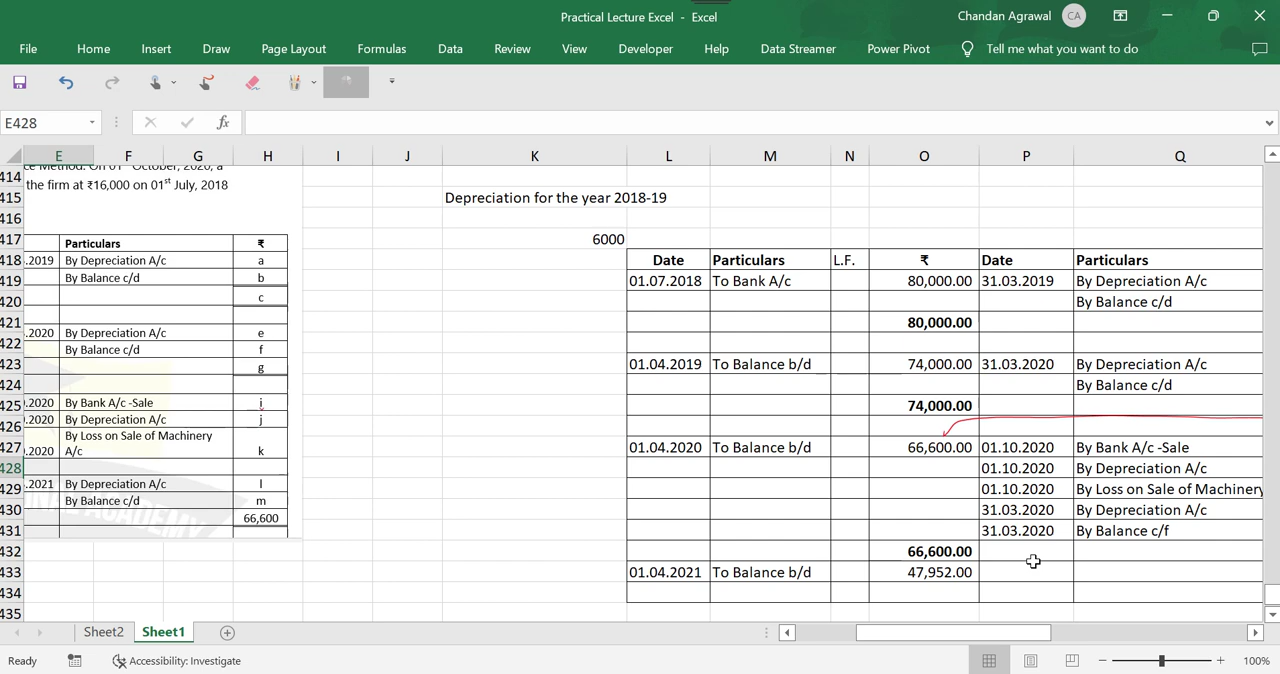 Practical Lecture Excel - Excel
Chandan Agrawal CA
File Home Insert Draw Page Layout Formulas Data Review View Developer Help Data Streamer Power Pivot Tell me what you want to do
E428 fx
E F G H I J K L M N O P Q
414 October, 2020, a
415 the firm at ₹16,000 on 01st July, 2018 Depreciation for the year 2018-19
416
417 Particulars ₹ 6000
418 .2019 By Depreciation A/c a Date Particulars L.F. ₹ Date Particulars
419 By Balance c/d b 01.07.2018 To Bank A/c 80,000.00 31.03.2019 By Depreciation A/c
420 c By Balance c/d
421 80,000.00
422 .2020 By Depreciation A/c e
423 By Balance c/d f 01.04.2019 To Balance b/d 74,000.00 31.03.2020 By Depreciation A/c
424 g By Balance c/d
425 .2020 By Bank A/c -Sale i 74,000.00
426 .2020 By Depreciation A/c j
427 By Loss on Sale of Machinery 01.04.2020 To Balance b/d 66,600.00 01.10.2020 By Bank A/c -Sale
.2020 A/c k
428 01.10.2020 By Depreciation A/c
429 .2021 By Depreciation A/c l 01.10.2020 By Loss on Sale of Machinery
430 By Balance c/d m 31.03.2020 By Depreciation A/c
431 66,600 31.03.2020 By Balance c/f
432 66,600.00
433 01.04.2021 To Balance b/d 47,952.00
434
435
Sheet2 Sheet1
Ready Accessibility: Investigate 100%